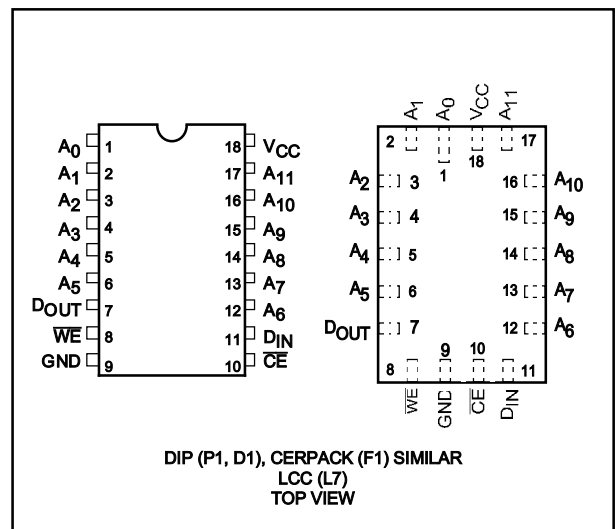 A0 1 18 VCC
A1 2 17 A11
A2 3 16 A10
A3 4 15 A9
A4 5 14 A8
A5 6 13 A7
DOUT 7 12 A6
WE 8 11 DIN
GND 9 10 CE
A1 A0 VCC A11
2 1 18 17
A2 3 16 A10
A3 4 15 A9
A4 5 14 A8
A5 6 13 A7
DOUT 7 12 A6
8 9 10 11
WE GND CE DIN
DIP (P1, D1), CERPACK (F1) SIMILAR
LCC (L7)
TOP VIEW